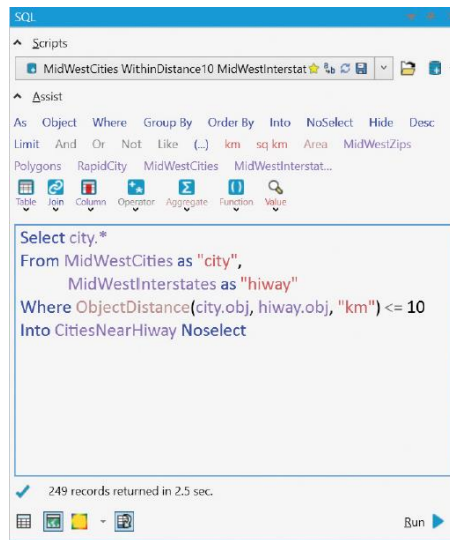 SQL
Scripts
MidWestCities WithinDistance10 MidWestInterstat
Assist
As Object Where Group By Order By Into NoSelect Hide Desc
Limit And Or Not Like (...) km sq km Area MidWestZips
Polygons RapidCity MidWestCities MidWestInterstat...
Table Join Column Operator Aggregate Function Value
Select city.*
From MidWestCities as "city",
MidWestInterstates as "hiway"
Where ObjectDistance(city.obj, hiway.obj, "km") <= 10
Into CitiesNearHiway Noselect
249 records returned in 2.5 sec.
Run